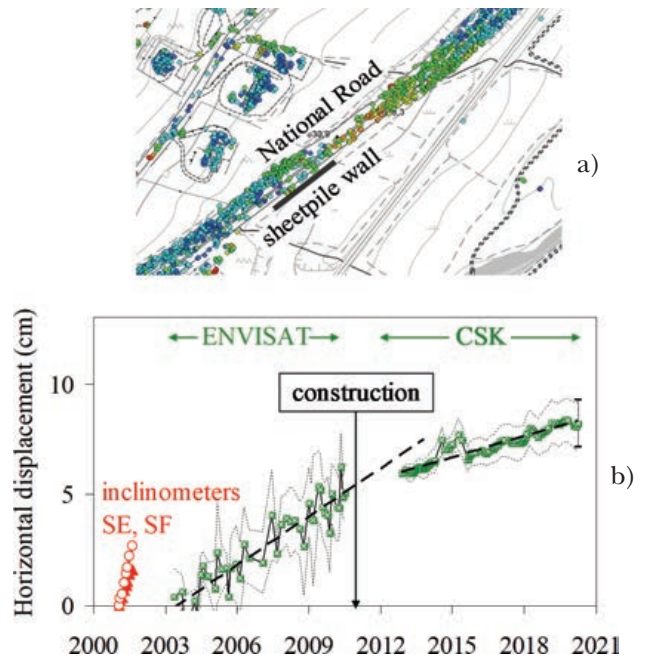 National Road
sheetpile wall
a)
Horizontal displacement (cm)
ENVISAT
CSK
10
construction
inclinometers
SE, SF
5
b)
0
2000 2003 2006 2009 2012 2015 2018 2021